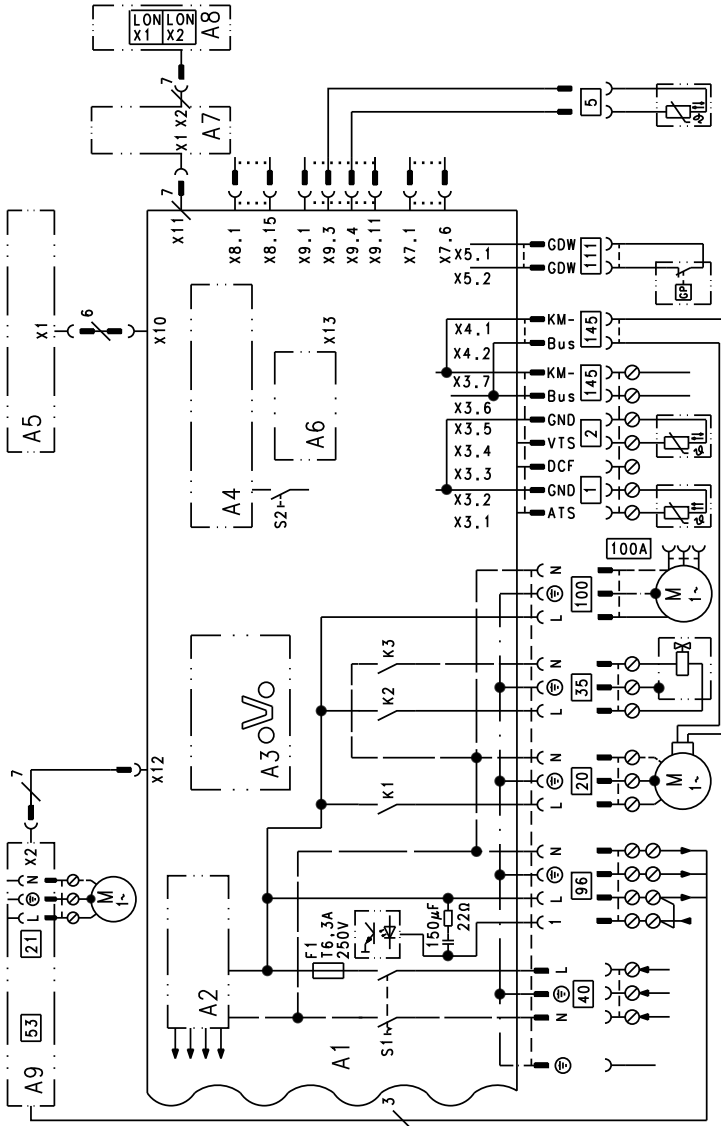 LON LON
X1 X2
A8
7
X1 X2
A7
7
5
ϑ
A5
X1
6
X10
X11
X8.1
X8.15
X9.1
X9.3
X9.4
X9.11
X7.1
X7.6
X13
A6
A4
S2
X5.1
X5.2
GDW
GDW
111
GP
X4.1
X4.2
KM-
Bus
145
X3.7
X3.6
KM-
Bus
145
X3.5
X3.4
GND
VTS
2
X3.3
DCF
X3.2
X3.1
GND
ATS
1
ϑ
ϑ
100A
N
L
100
M
1~
K3
K2
N
L
35
A3
K1
N
L
20
M
1~
7
X12
X2
N
L
21
M
1~
53
A9
A2
F1
T6,3A
250V
150µF
22Ω
N
L
1
96
S1
A1
L
N
40
3